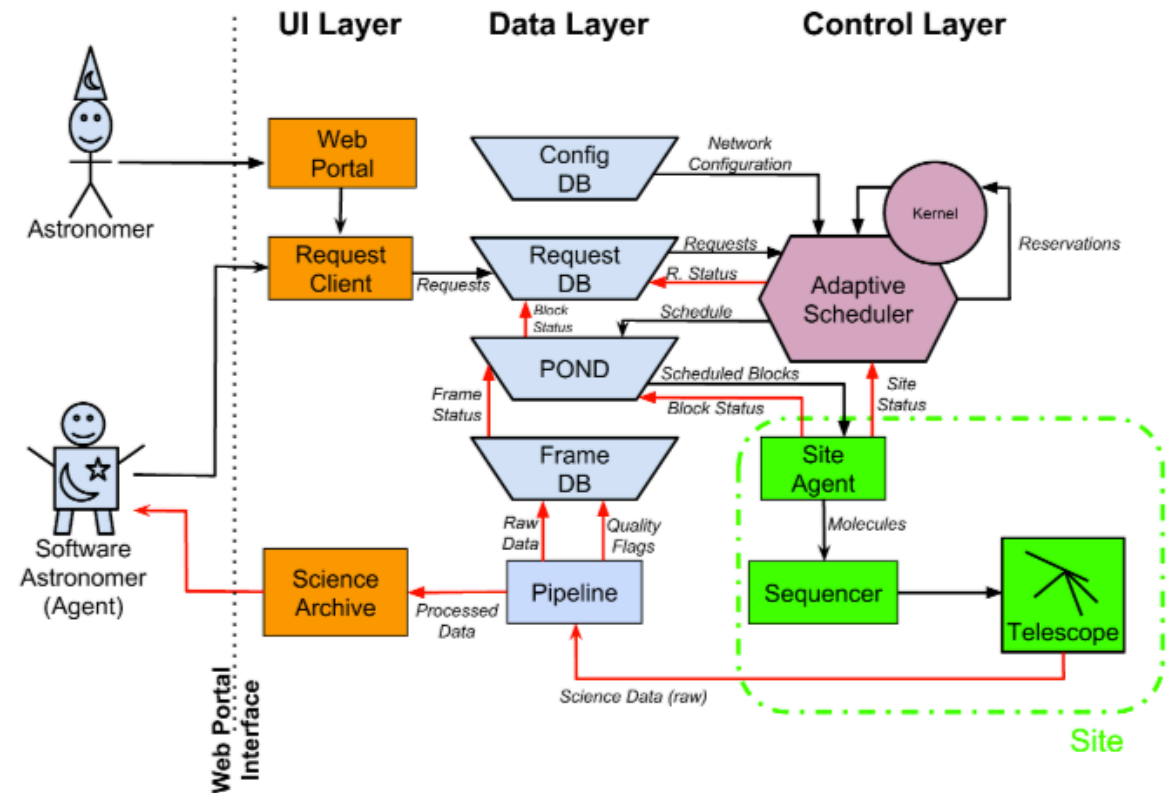 UI Layer
Data Layer
Control Layer
Astronomer
Web
Portal
Config
DB
Network
Configuration
Kernel
Reservations
Request
Client
Requests
Request
DB
Requests
R. Status
Adaptive
Scheduler
Block
Status
Schedule
POND
Scheduled Blocks
Block Status
Site
Status
Frame
Status
Frame
DB
Site
Agent
Molecules
Raw
Data
Quality
Flags
Software
Astronomer
(Agent)
Science
Archive
Processed
Data
Pipeline
Sequencer
Telescope
Science Data (raw)
Site
Web Portal
Interface